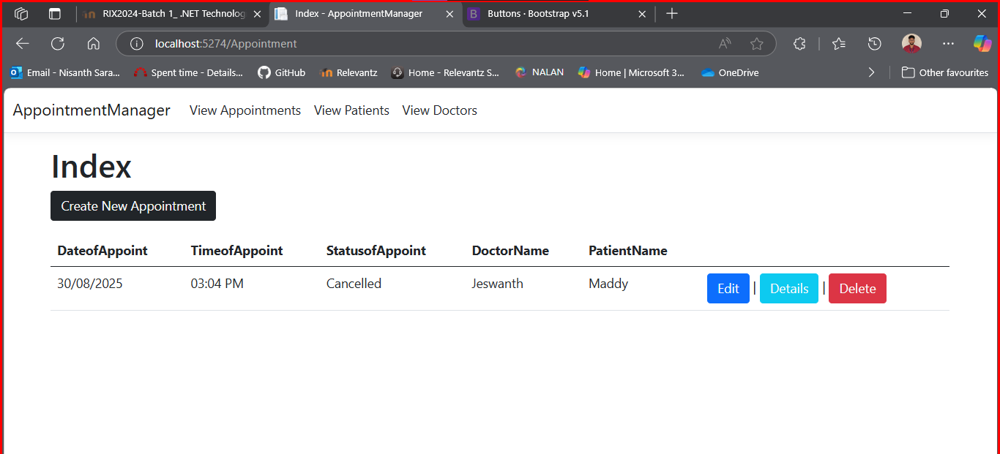 RIX2024-Batch 1_ .NET Technolog
Index - AppointmentManager
Buttons · Bootstrap v5.1
localhost:5274/Appointment
Email - Nisanth Sara...
Spent time - Details...
GitHub
Relevantz
Home - Relevantz S...
NALAN
Home | Microsoft 3...
OneDrive
Other favourites
AppointmentManager View Appointments View Patients View Doctors
Index
Create New Appointment
DateofAppoint TimeofAppoint StatusofAppoint DoctorName PatientName
30/08/2025 03:04 PM Cancelled Jeswanth Maddy Edit | Details | Delete